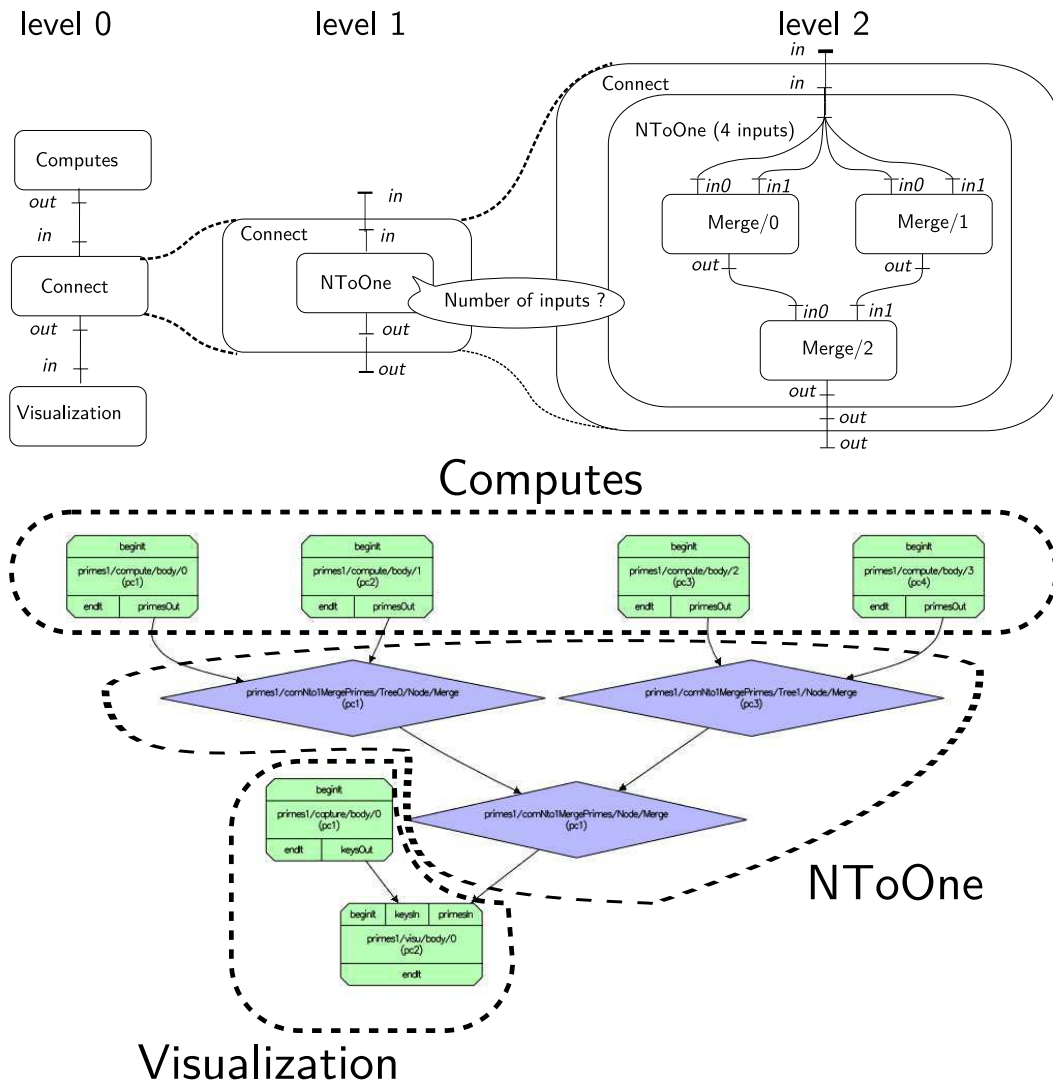 level 0
level 1
level 2
Computes
out
in
Connect
out
in
Visualization
in
Connect
in
NToOne
Number of inputs ?
out
out
in
Connect
in
NToOne (4 inputs)
in0
in1
in0
in1
Merge/0
Merge/1
out
out
in0
in1
Merge/2
out
out
out
Computes
beginIt
primes1/compute/body/0
(pc1)
endIt
primesOut
beginIt
primes1/compute/body/1
(pc2)
endIt
primesOut
beginIt
primes1/compute/body/2
(pc3)
endIt
primesOut
beginIt
primes1/compute/body/3
(pc4)
endIt
primesOut
primes1/comNto1MergePrimes/Tree0/Node/Merge
(pc1)
primes1/comNto1MergePrimes/Tree1/Node/Merge
(pc3)
beginIt
primes1/capture/body/0
(pc1)
endIt
keysOut
primes1/comNto1MergePrimes/Node/Merge
(pc1)
NToOne
beginIt
keysIn
primesIn
primes1/visu/body/0
(pc2)
endIt
Visualization